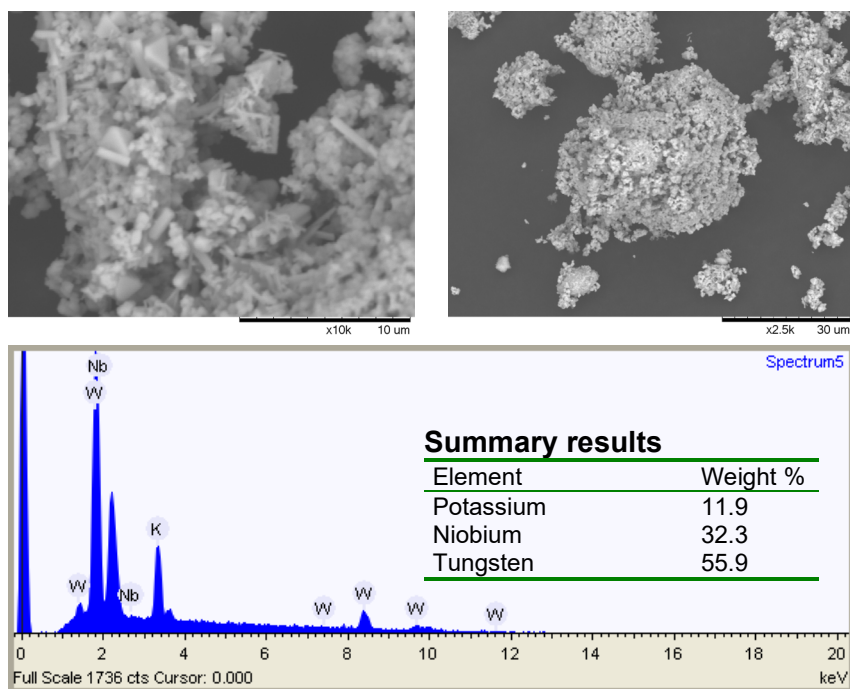 x10k 10 um
x2.5k 30 um
Spectrum5
Nb
W
K
W
Nb
W
W
W
W
Summary results
Element Weight %
Potassium 11.9
Niobium 32.3
Tungsten 55.9
0 2 4 6 8 10 12 14 16 18 20
Full Scale 1736 cts Cursor: 0.000 keV